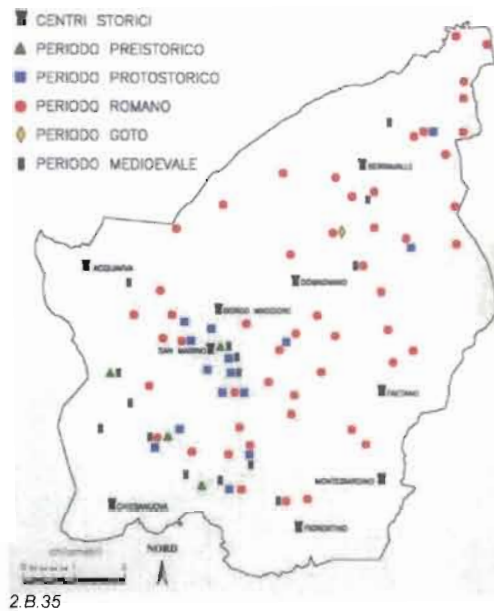 CENTRI STORICI
PERIODO PREISTORICO
PERIODO PROTOSTORICO
PERIODO ROMANO
PERIODO GOTO
PERIODO MEDIOEVALE
SERRAVALLE
ACQUAVIVA
DOMAGNANO
BORGO MAGGIORE
SAN MARINO
FAETANO
MONTEGIARDINO
CHIESANUOVA
FIORENTINO
chilometri
NORD
2.B.35